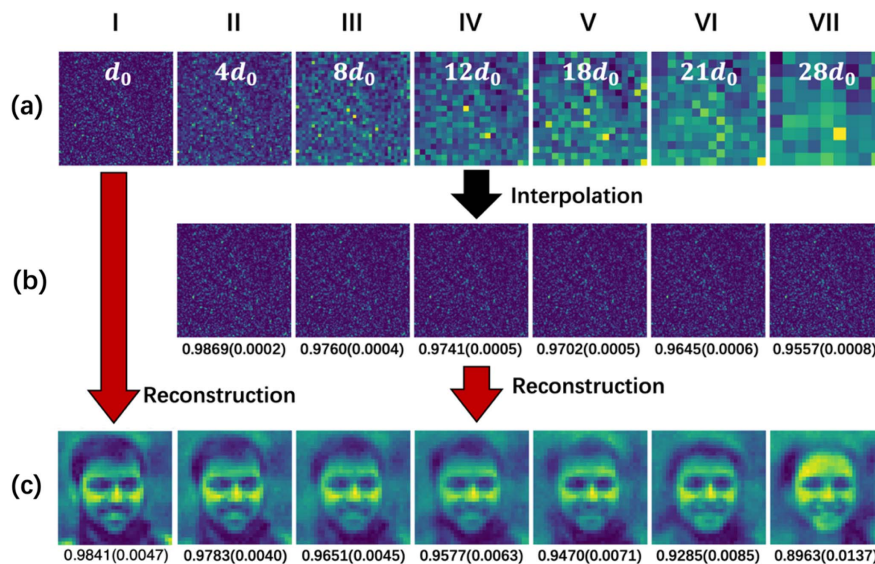 I II III IV V VI VII
(a) d₀ 4d₀ 8d₀ 12d₀ 18d₀ 21d₀ 28d₀
Interpolation
(b)
0.9869(0.0002) 0.9760(0.0004) 0.9741(0.0005) 0.9702(0.0005) 0.9645(0.0006) 0.9557(0.0008)
Reconstruction Reconstruction
(c)
0.9841(0.0047) 0.9783(0.0040) 0.9651(0.0045) 0.9577(0.0063) 0.9470(0.0071) 0.9285(0.0085) 0.8963(0.0137)